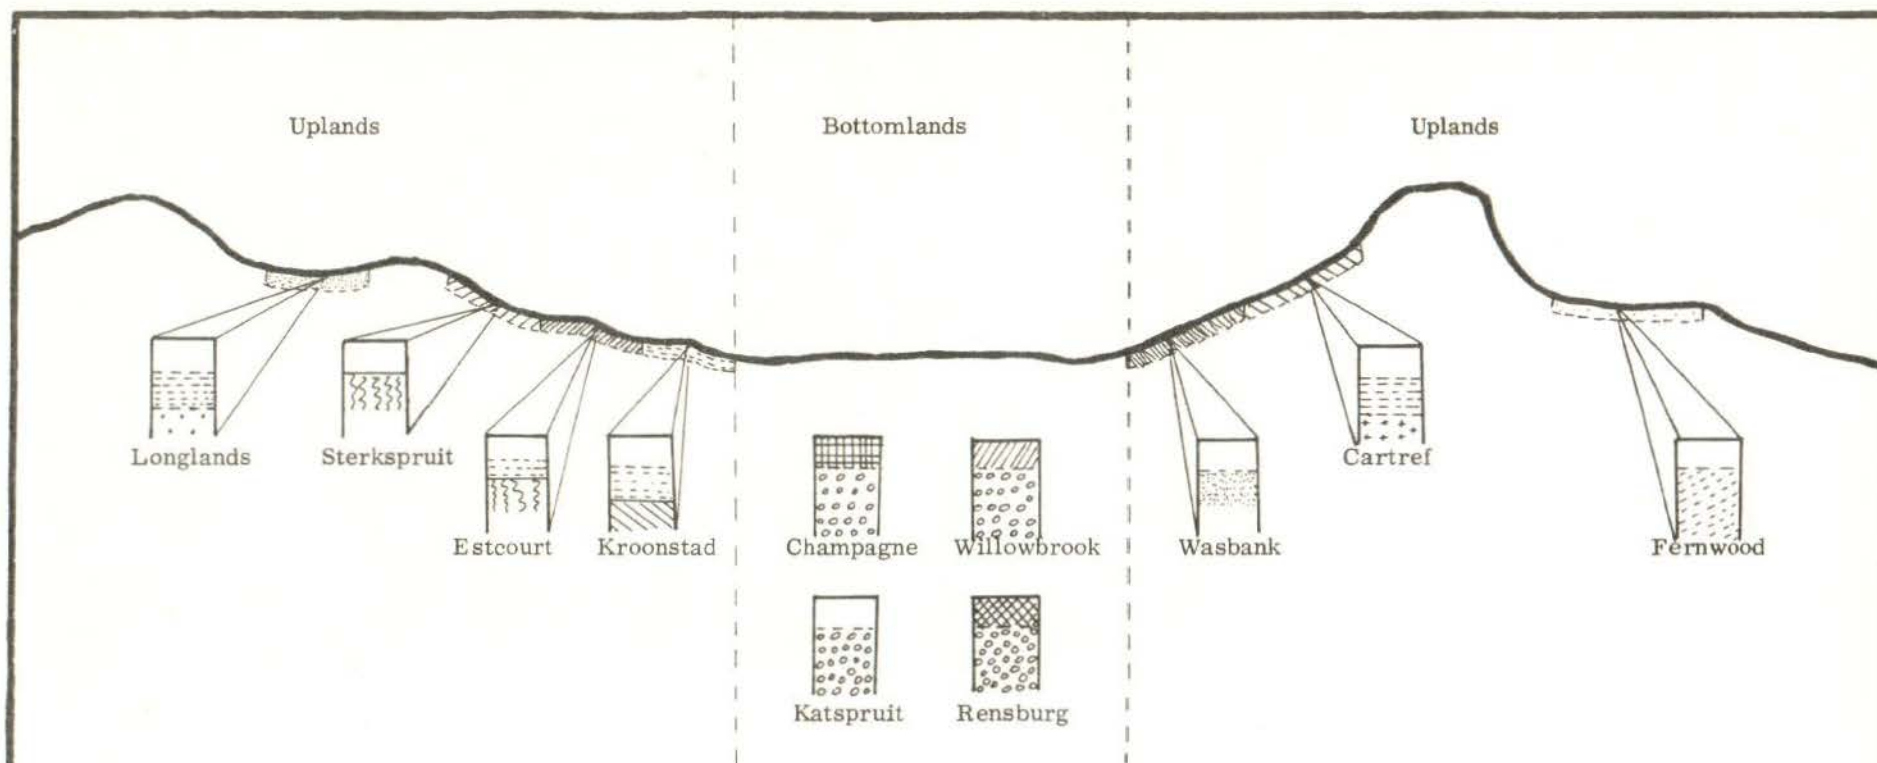 Uplands
Bottomlands
Uplands
Longlands
Sterkspruit
Cartref
Estcourt
Kroonstad
Champagne
Willowbrook
Wasbank
Fernwood
Katspruit
Rensburg